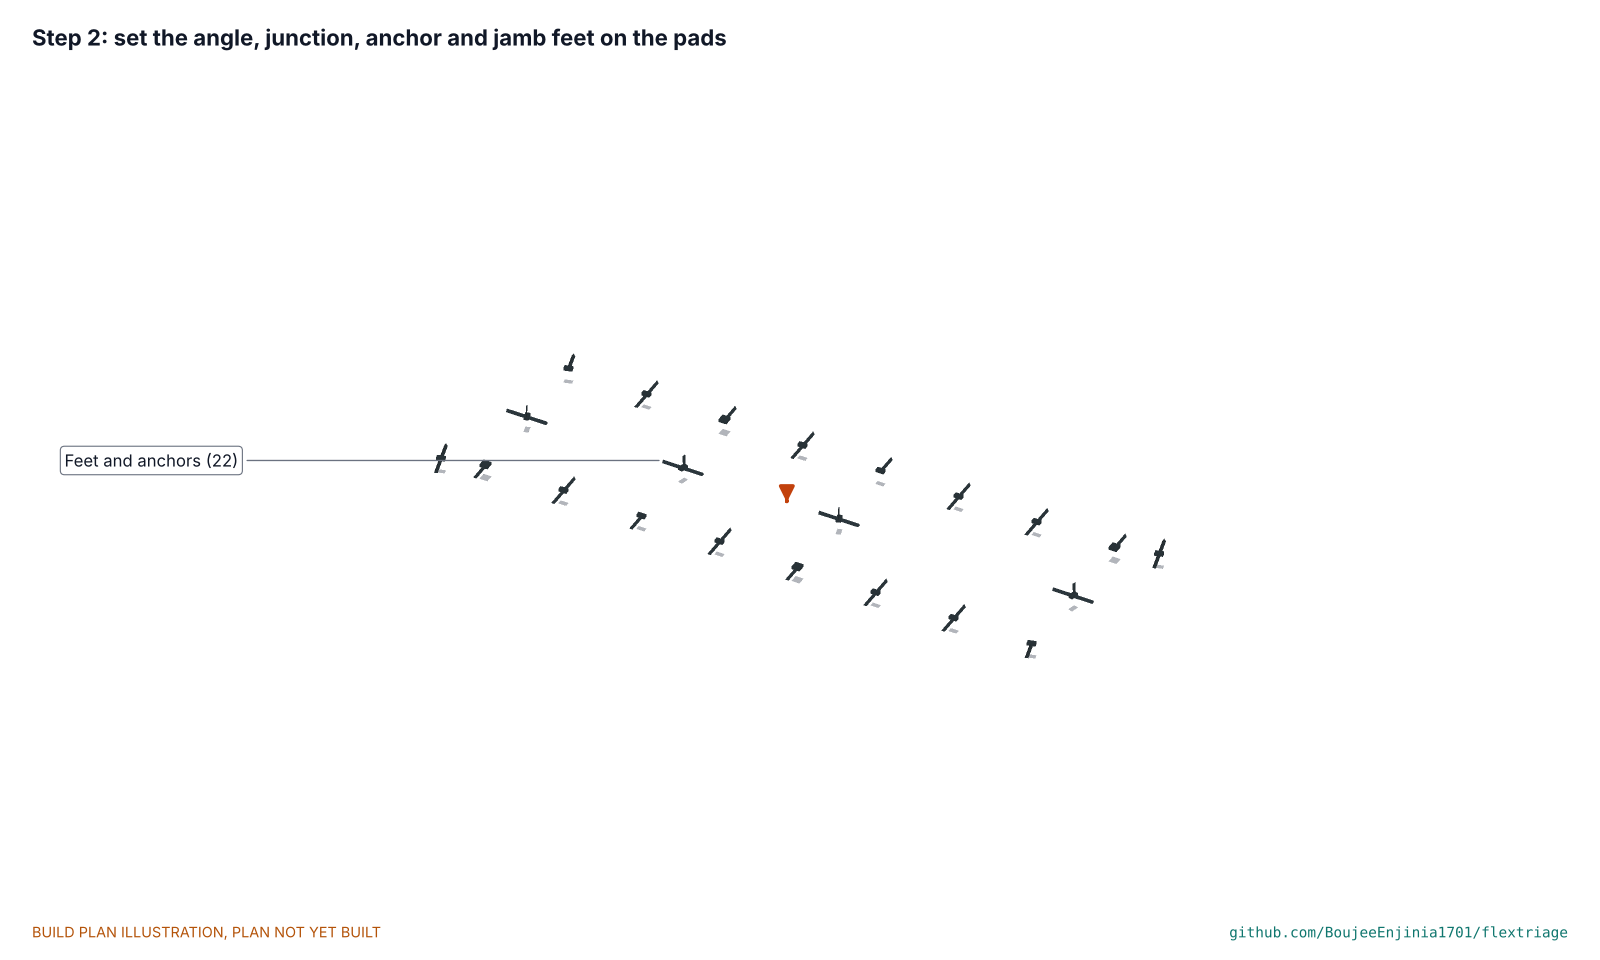 Step 2: set the angle, junction, anchor and jamb feet on the pads
Feet and anchors (22)
BUILD PLAN ILLUSTRATION, PLAN NOT YET BUILT
github.com/BoujeeEnjinia1701/flextriage